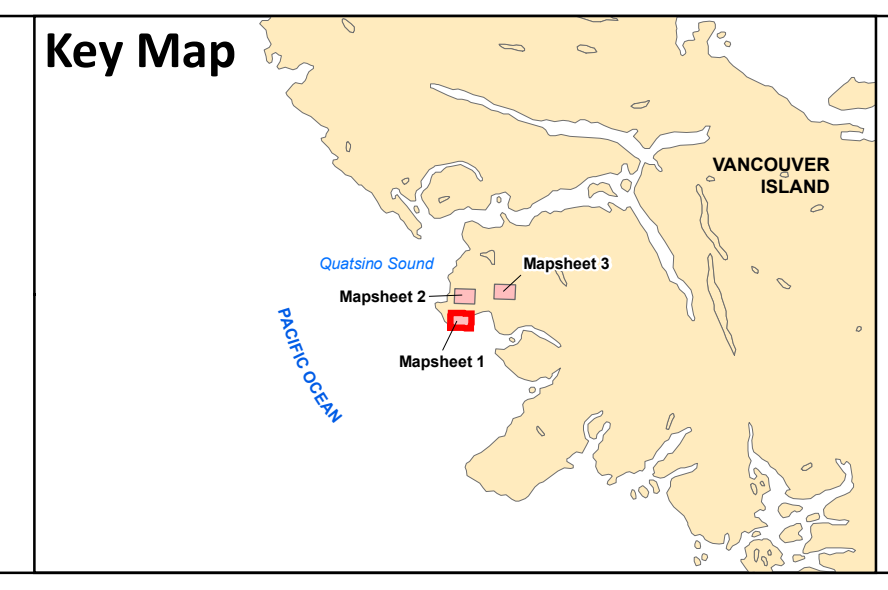 Key Map
VANCOUVER
ISLAND
Quatsino Sound
Mapsheet 3
Mapsheet 2
PACIFIC OCEAN
Mapsheet 1